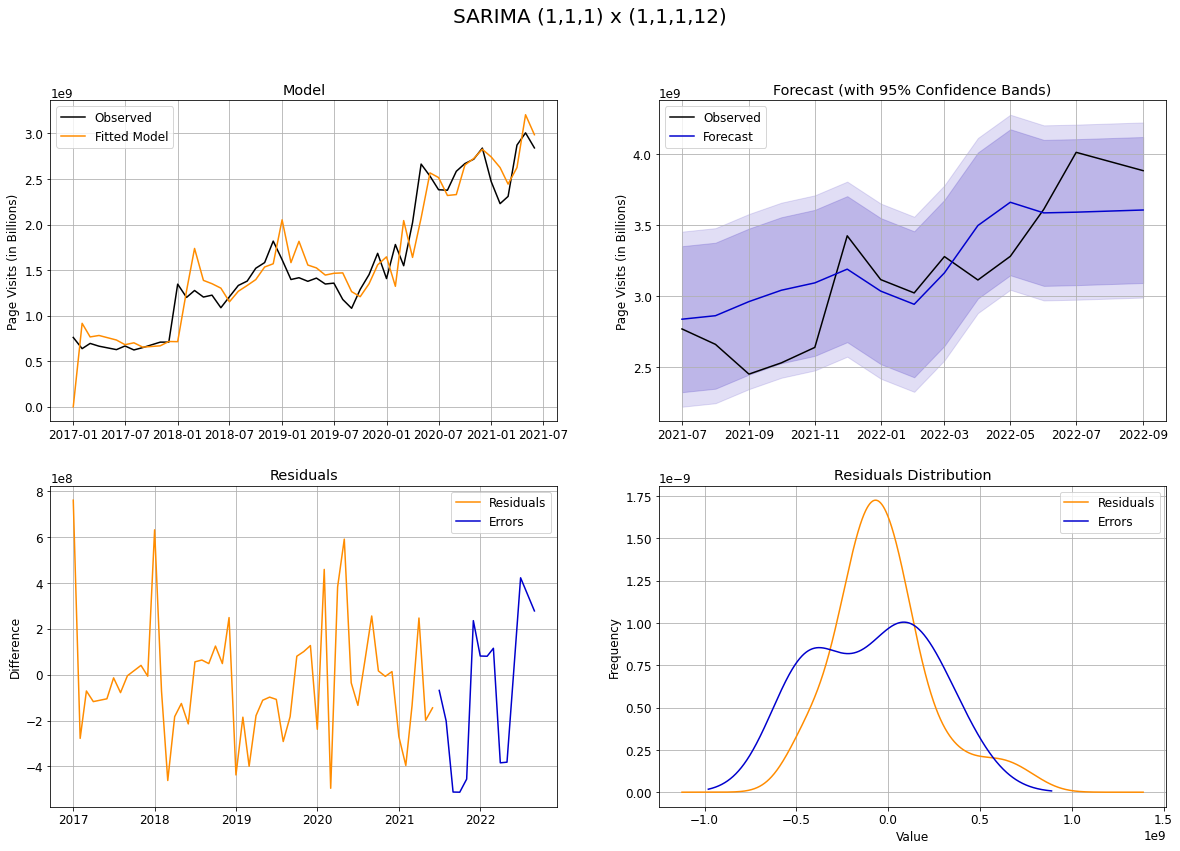 SARIMA (1,1,1) x (1,1,1,12)
Model
1e9
Observed
Fitted Model
Page Visits (in Billions)
3.0
2.5
2.0
1.5
1.0
0.5
0.0
2017-01 2017-07 2018-01 2018-07 2019-01 2019-07 2020-01 2020-07 2021-01 2021-07
Forecast (with 95% Confidence Bands)
1e9
Observed
Forecast
Page Visits (in Billions)
4.0
3.5
3.0
2.5
2021-07 2021-09 2021-11 2022-01 2022-03 2022-05 2022-07 2022-09
Residuals
1e8
Residuals
Errors
Difference
8
6
4
2
0
−2
−4
2017 2018 2019 2020 2021 2022
Residuals Distribution
1e−9
Residuals
Errors
Frequency
1.75
1.50
1.25
1.00
0.75
0.50
0.25
0.00
−1.0 −0.5 0.0 0.5 1.0 1.5
Value
1e9